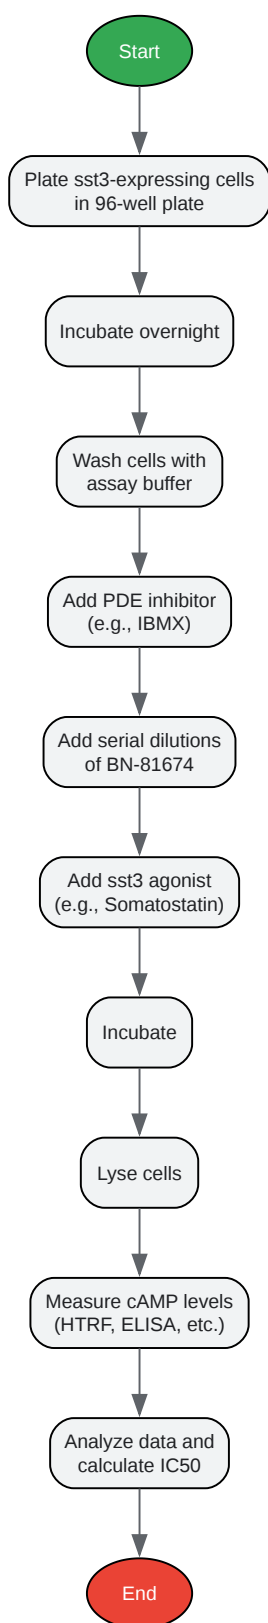 Start
Plate sst3-expressing cells
in 96-well plate
Incubate overnight
Wash cells with
assay buffer
Add PDE inhibitor
(e.g., IBMX)
Add serial dilutions
of BN-81674
Add sst3 agonist
(e.g., Somatostatin)
Incubate
Lyse cells
Measure cAMP levels
(HTRF, ELISA, etc.)
Analyze data and
calculate IC50
End